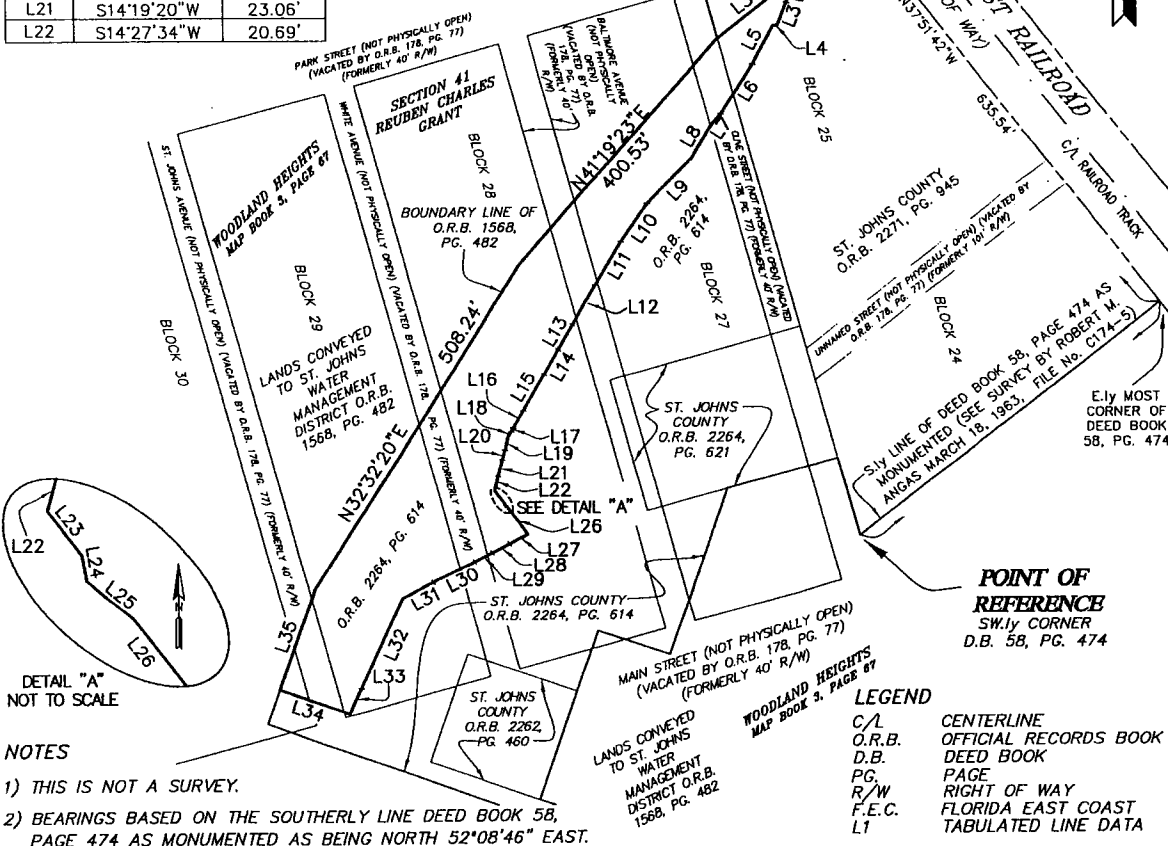 L21 S14°19'20"W 23.06'
L22 S14°27'34"W 20.69'
PARK STREET (NOT PHYSICALLY OPEN)
(VACATED BY O.R.B. 178, PG. 77)
(FORMERLY 40' R/W)
BALTIMORE AVENUE
(NOT PHYSICALLY
OPEN)
(VACATED BY O.R.B.
178, PG. 77)
(FORMERLY 40'
R/W)
SECTION 41
REUBEN CHARLES
GRANT
BLOCK 28
WHITE AVENUE (NOT PHYSICALLY OPEN) (VACATED BY O.R.B. 178, PG. 77) (FORMERLY 40' R/W)
ST. JOHNS AVENUE (NOT PHYSICALLY OPEN) (VACATED BY O.R.B. 178, PG. 77) (FORMERLY 40' R/W)
WOODLAND HEIGHTS
MAP BOOK 3, PAGE 67
BLOCK 29
BLOCK 30
LANDS CONVEYED
TO ST. JOHNS
WATER
MANAGEMENT
DISTRICT O.R.B.
1568, PG. 482
BOUNDARY LINE OF
O.R.B. 1568,
PG. 482
N41°19'23"E
400.53'
508.24'
N32°32'20"E
L31
L4
L5
L6
L8
L9
L10
L11
L12
L13
L14
L15
L16
L17
L18
L19
L20
L21
L22
SEE DETAIL "A"
L26
L27
L28
L29
L30
L31
L32
L33
L34
L35
O.R.B. 2264,
PG. 614
BLOCK 27
BLOCK 25
BLOCK 24
CLINE STREET (NOT PHYSICALLY OPEN) (VACATED
BY O.R.B. 178, PG. 77) (FORMERLY 40' R/W)
ST. JOHNS COUNTY
O.R.B. 2271, PG. 945
UNNAMED STREET (NOT PHYSICALLY OPEN) (VACATED BY
O.R.B. 178, PG. 77) (FORMERLY 101' R/W)
ST RAILROAD
OF WAY)
N37°51'42"W
635.54'
C/L RAILROAD TRACK
ST. JOHNS
COUNTY
O.R.B. 2264,
PG. 621
S.ly LINE OF DEED BOOK 58, PAGE 474 AS
MONUMENTED (SEE SURVEY BY ROBERT M.
ANGAS MARCH 18, 1963, FILE No. C174-5)
E.ly MOST
CORNER OF
DEED BOOK
58, PG. 474
POINT OF
REFERENCE
SW.ly CORNER
D.B. 58, PG. 474
O.R.B. 2264, PG. 614
ST. JOHNS COUNTY
O.R.B. 2264, PG. 614
ST. JOHNS
COUNTY
O.R.B. 2262,
PG. 460
MAIN STREET (NOT PHYSICALLY OPEN)
(VACATED BY O.R.B. 178, PG. 77)
(FORMERLY 40' R/W)
WOODLAND HEIGHTS
MAP BOOK 3, PAGE 67
LANDS CONVEYED
TO ST. JOHNS
WATER
MANAGEMENT
DISTRICT O.R.B.
1568, PG. 482
L22
L23
L24
L25
L26
N
DETAIL "A"
NOT TO SCALE
NOTES
1) THIS IS NOT A SURVEY.
2) BEARINGS BASED ON THE SOUTHERLY LINE DEED BOOK 58,
PAGE 474 AS MONUMENTED AS BEING NORTH 52°08'46" EAST.
LEGEND
C/L CENTERLINE
O.R.B. OFFICIAL RECORDS BOOK
D.B. DEED BOOK
PG. PAGE
R/W RIGHT OF WAY
F.E.C. FLORIDA EAST COAST
L1 TABULATED LINE DATA